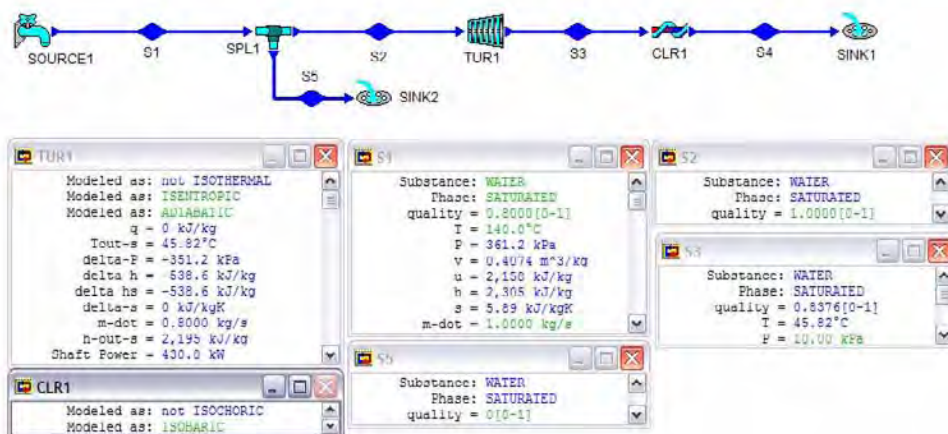 SOURCE1
S1
SPL1
S2
TUR1
S3
CLR1
S4
SINK1
S5
SINK2
TUR1
Modeled as: not ISOTHERMAL
Modeled as: ISENTROPIC
Modeled as: ADIABATIC
q = 0 kJ/kg
Tout-s = 45.82°C
delta-P = -351.2 kPa
delta h = -538.6 kJ/kg
delta hs = -538.6 kJ/kg
delta-s = 0 kJ/kgK
m-dot = 0.8000 kg/s
h-out-s = 2,195 kJ/kg
Shaft Power = 430.0 kW
CLR1
Modeled as: not ISOCHORIC
Modeled as: ISOBARIC
S1
Substance: WATER
Phase: SATURATED
quality = 0.8000[0-1]
T = 140.0°C
P = 361.2 kPa
v = 0.4074 m^3/kg
u = 2,158 kJ/kg
h = 2,305 kJ/kg
s = 5.89 kJ/kgK
m-dot = 1.0000 kg/s
S5
Substance: WATER
Phase: SATURATED
quality = 0[0-1]
S2
Substance: WATER
Phase: SATURATED
quality = 1.0000[0-1]
S3
Substance: WATER
Phase: SATURATED
quality = 0.8376[0-1]
T = 45.82°C
P = 10.00 kPa